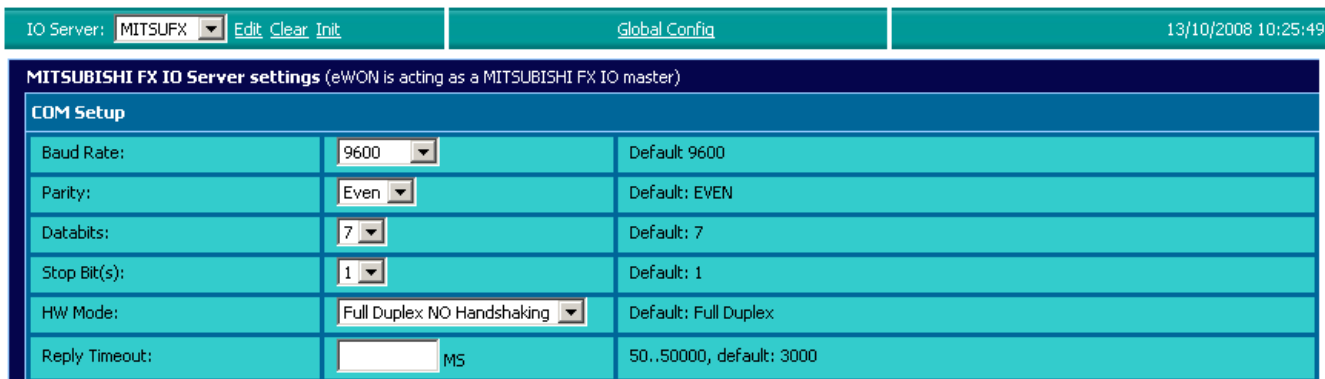 IO Server: MITSUFX Edit Clear Init Global Config 13/10/2008 10:25:49
MITSUBISHI FX IO Server settings (eWON is acting as a MITSUBISHI FX IO master)
COM Setup
Baud Rate: 9600 Default 9600
Parity: Even Default: EVEN
Databits: 7 Default: 7
Stop Bit(s): 1 Default: 1
HW Mode: Full Duplex NO Handshaking Default: Full Duplex
Reply Timeout: MS 50..50000, default: 3000